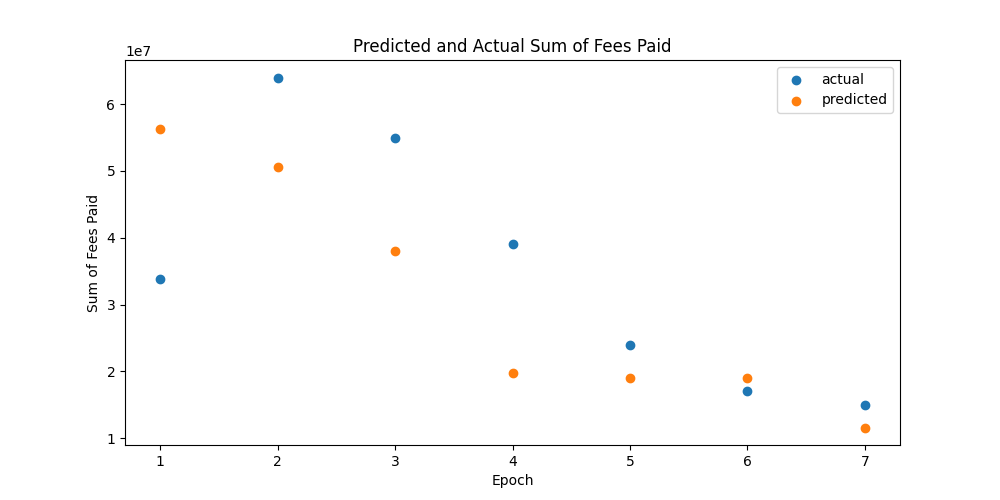 Predicted and Actual Sum of Fees Paid
1e7
actual
predicted
6
5
4
3
2
1
Sum of Fees Paid
1 2 3 4 5 6 7
Epoch